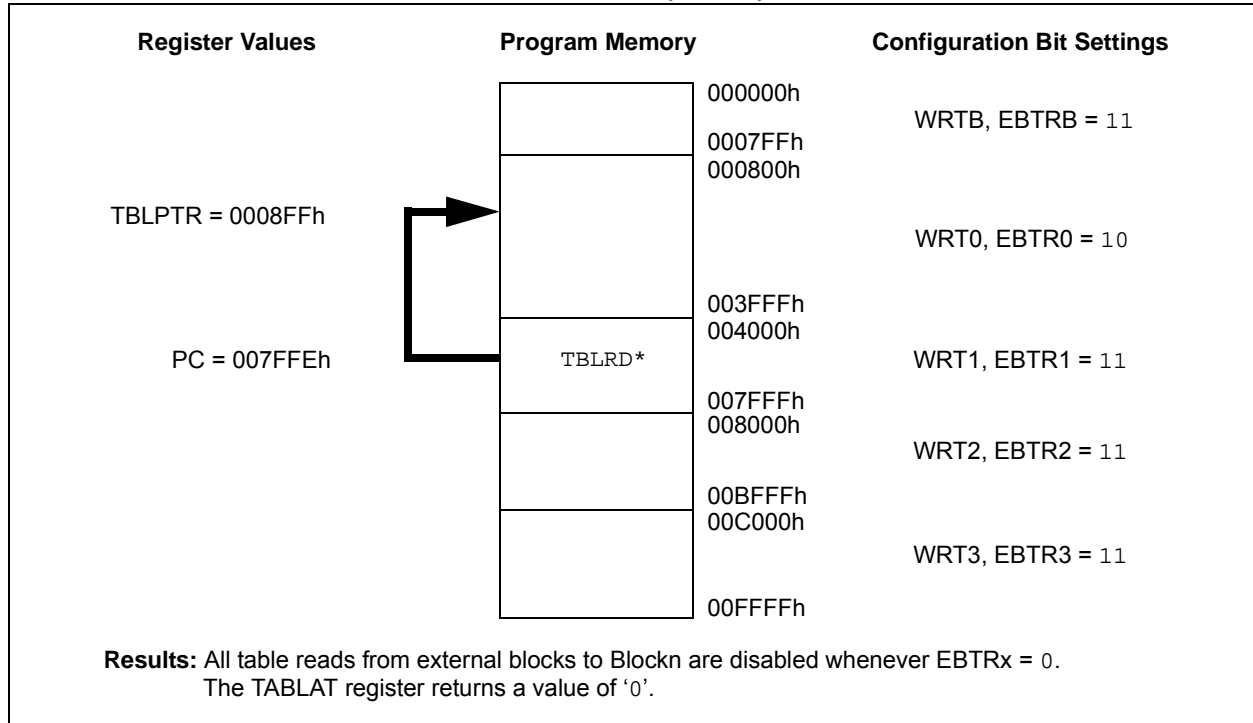 Register Values Program Memory Configuration Bit Settings
000000h
WRTB, EBTRB = 11
0007FFh
000800h
TBLPTR = 0008FFh
WRT0, EBTR0 = 10
003FFFh
004000h
PC = 007FFEh TBLRD* WRT1, EBTR1 = 11
007FFFh
008000h
WRT2, EBTR2 = 11
00BFFFh
00C000h
WRT3, EBTR3 = 11
00FFFFh
Results: All table reads from external blocks to Blockn are disabled whenever EBTRx = 0.
The TABLAT register returns a value of ‘0’.